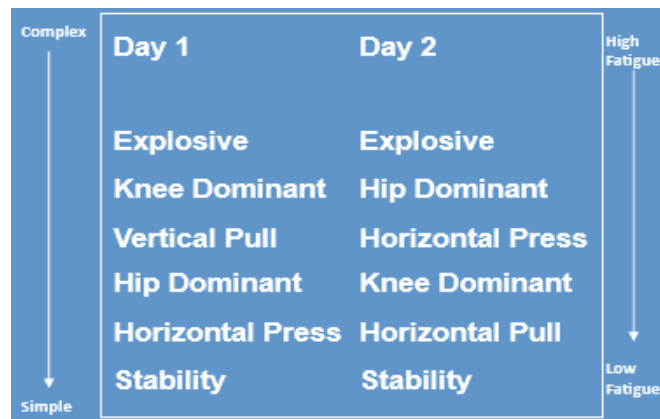 Complex
Day 1 Day 2
High
Fatigue
Explosive Explosive
Knee Dominant Hip Dominant
Vertical Pull Horizontal Press
Hip Dominant Knee Dominant
Horizontal Press Horizontal Pull
Stability Stability
Simple
Low
Fatigue